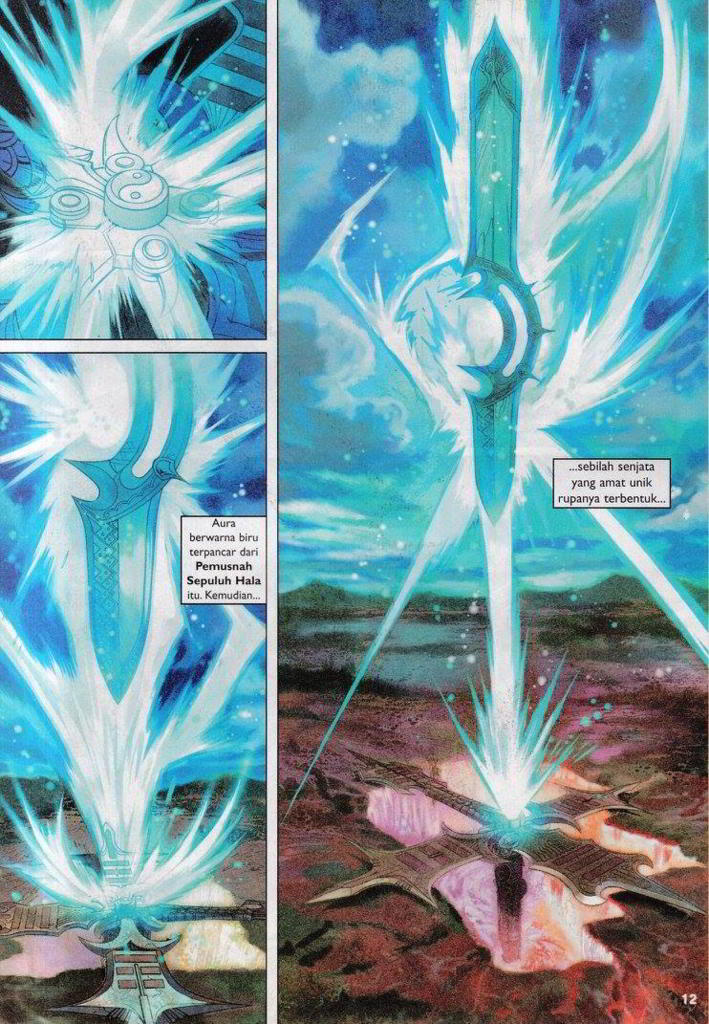 Aura
berwarna biru
terpancar dari
Pemusnah
Sepuluh Hala
itu. Kemudian...
...sebilah senjata
yang amat unik
rupanya terbentuk...
12